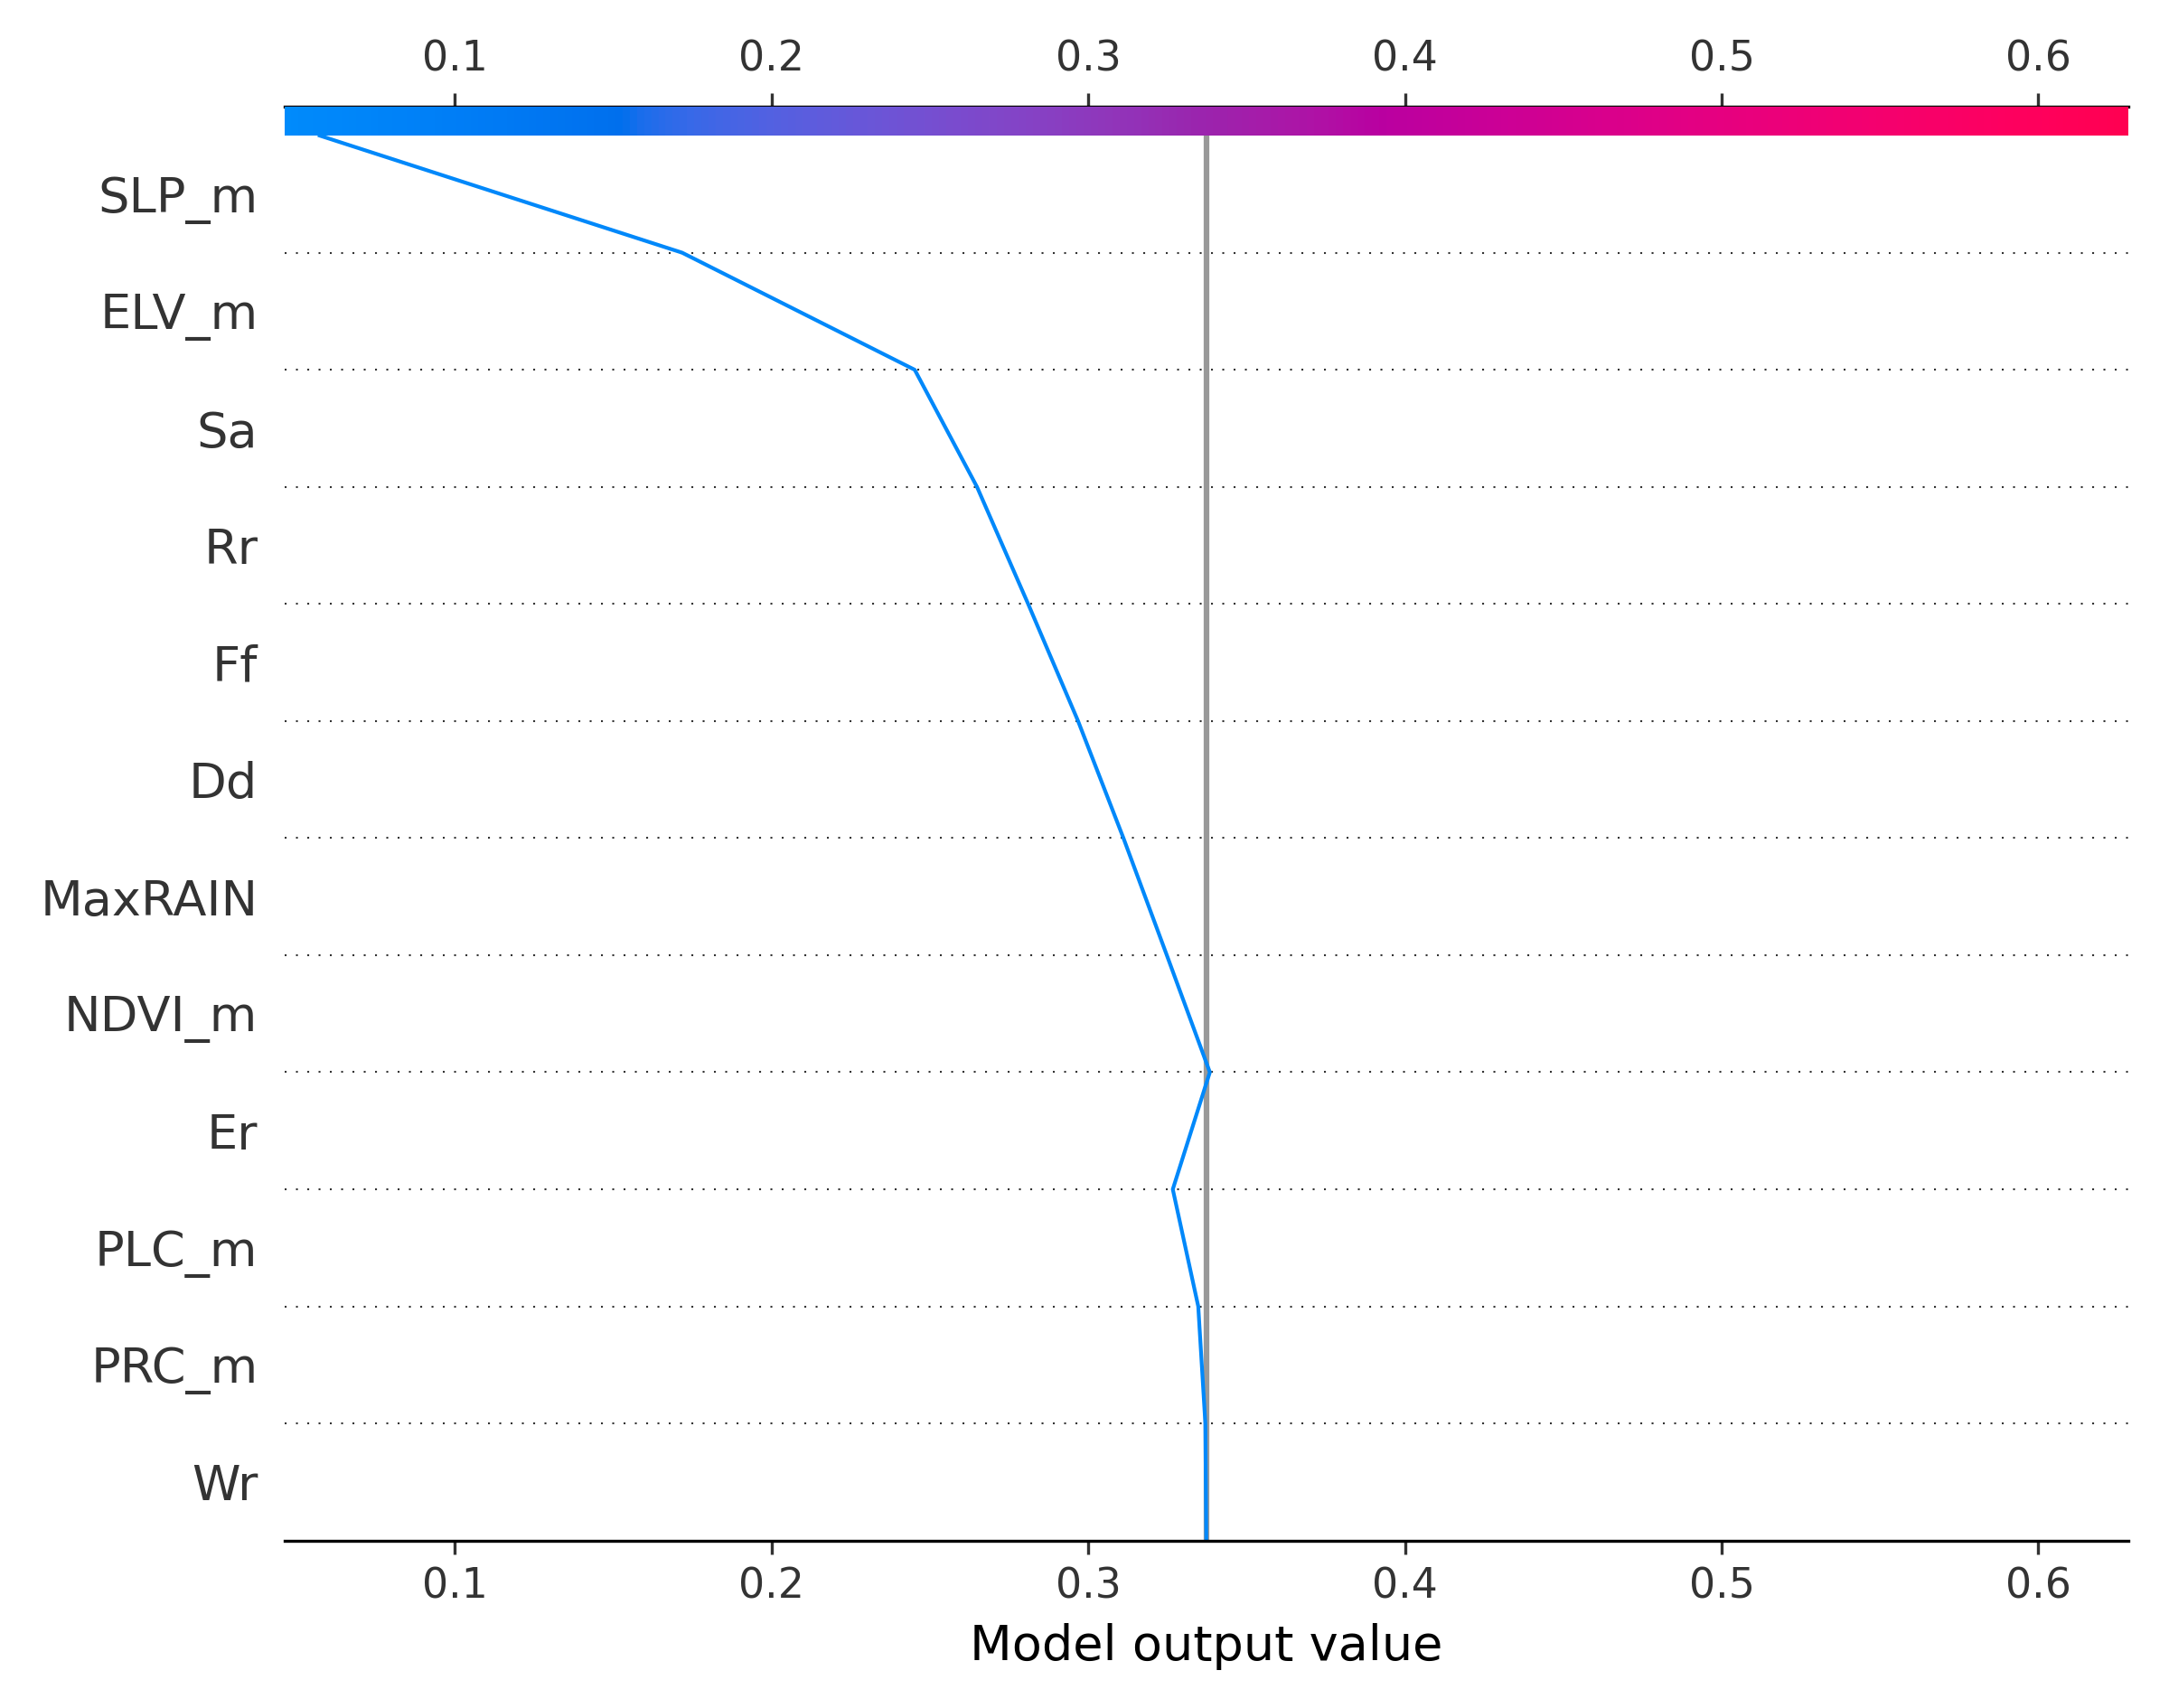 0.1 0.2 0.3 0.4 0.5 0.6
SLP_m
ELV_m
Sa
Rr
Ff
Dd
MaxRAIN
NDVI_m
Er
PLC_m
PRC_m
Wr
0.1 0.2 0.3 0.4 0.5 0.6
Model output value